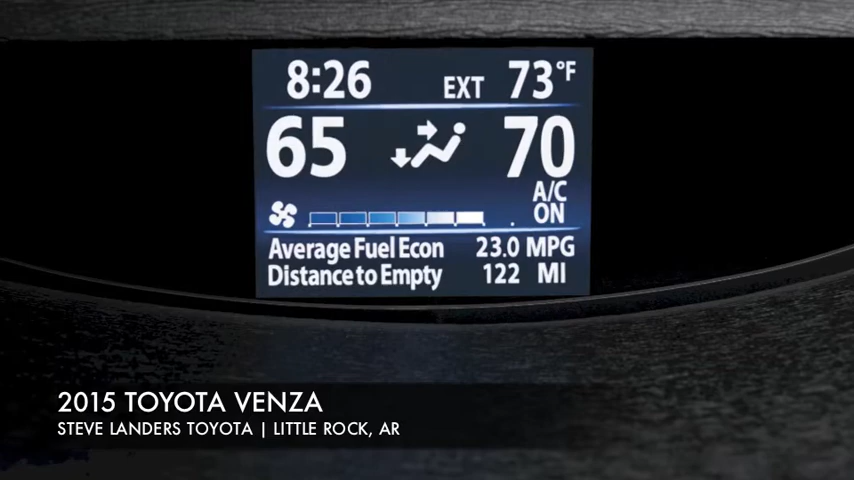 8:26 EXT 73°F
65 70
A/C
ON
Average Fuel Econ 23.0 MPG
Distance to Empty 122 MI
2015 TOYOTA VENZA
STEVE LANDERS TOYOTA | LITTLE ROCK, AR